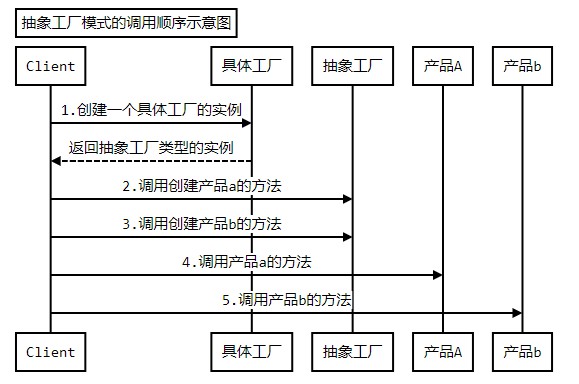 抽象工厂模式的调用顺序示意图
Client 具体工厂 抽象工厂 产品A 产品b
1.创建一个具体工厂的实例
返回抽象工厂类型的实例
2.调用创建产品a的方法
3.调用创建产品b的方法
4.调用产品a的方法
5.调用产品b的方法
Client 具体工厂 抽象工厂 产品A 产品b